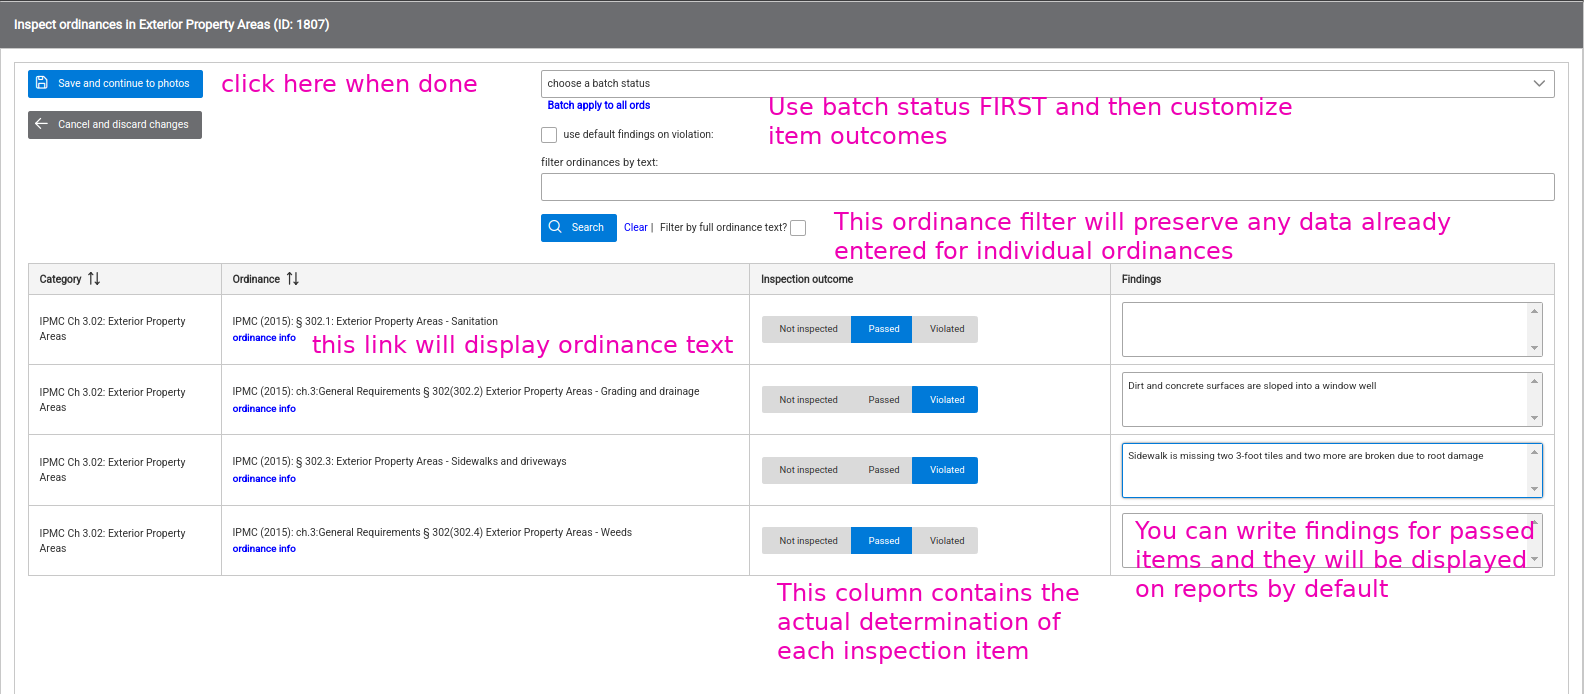 Inspect ordinances in Exterior Property Areas (ID: 1807)
Save and continue to photos
click here when done
Cancel and discard changes
choose a batch status
Batch apply to all ords
Use batch status FIRST and then customize
item outcomes
use default findings on violation:
filter ordinances by text:
Search
Clear |
Filter by full ordinance text?
This ordinance filter will preserve any data already
entered for individual ordinances
Category
Ordinance
Inspection outcome
Findings
IPMC Ch 3.02: Exterior Property
Areas
IPMC (2015): § 302.1: Exterior Property Areas - Sanitation
ordinance info
this link will display ordinance text
Not inspected
Passed
Violated
IPMC Ch 3.02: Exterior Property
Areas
IPMC (2015): ch.3:General Requirements § 302(302.2) Exterior Property Areas - Grading and drainage
ordinance info
Not inspected
Passed
Violated
Dirt and concrete surfaces are sloped into a window well
IPMC Ch 3.02: Exterior Property
Areas
IPMC (2015): § 302.3: Exterior Property Areas - Sidewalks and driveways
ordinance info
Not inspected
Passed
Violated
Sidewalk is missing two 3-foot tiles and two more are broken due to root damage
IPMC Ch 3.02: Exterior Property
Areas
IPMC (2015): ch.3:General Requirements § 302(302.4) Exterior Property Areas - Weeds
ordinance info
Not inspected
Passed
Violated
You can write findings for passed
items and they will be displayed
on reports by default
This column contains the
actual determination of
each inspection item